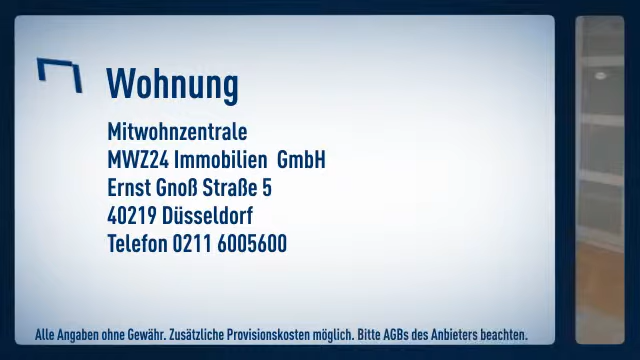 Wohnung
Mitwohnzentrale
MWZ24 Immobilien GmbH
Ernst Gnoß Straße 5
40219 Düsseldorf
Telefon 0211 6005600
Alle Angaben ohne Gewähr. Zusätzliche Provisionskosten möglich. Bitte AGBs des Anbieters beachten.